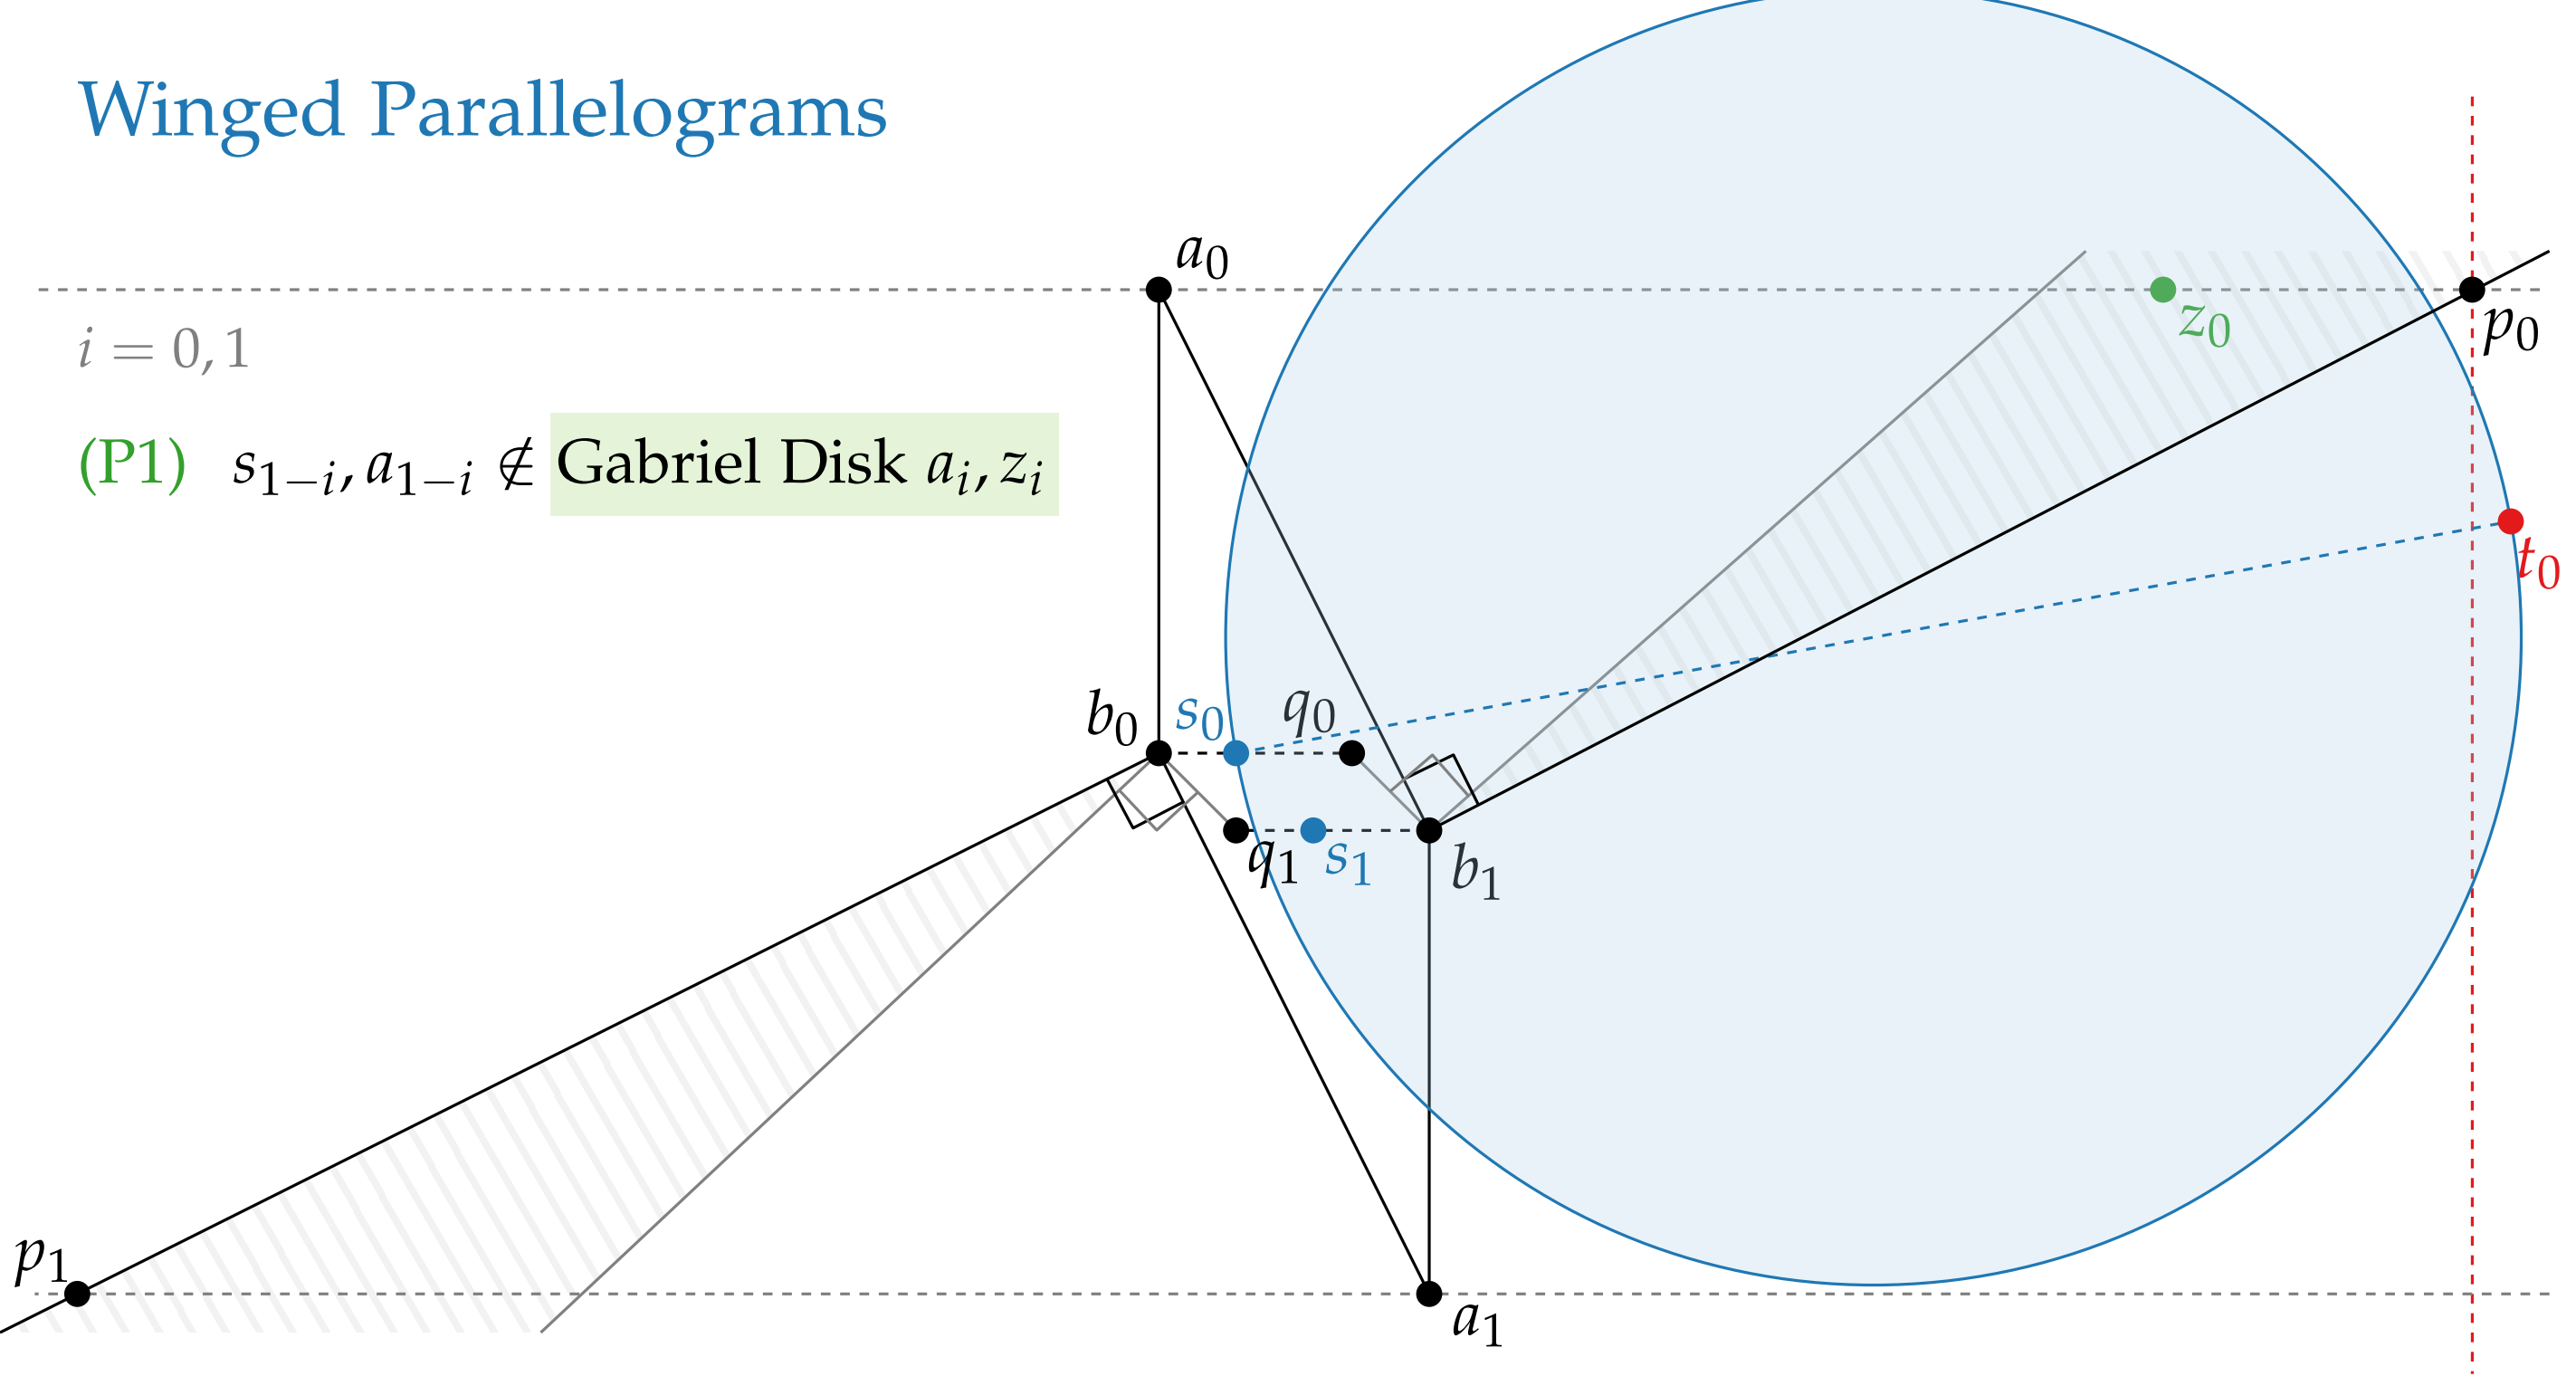 Winged Parallelograms
a₀
i = 0, 1
z₀
p₀
(P1) s₁₋ᵢ, a₁₋ᵢ ∉ Gabriel Disk aᵢ, zᵢ
t₀
b₀ s₀ q₀
q₁ s₁ b₁
p₁
a₁